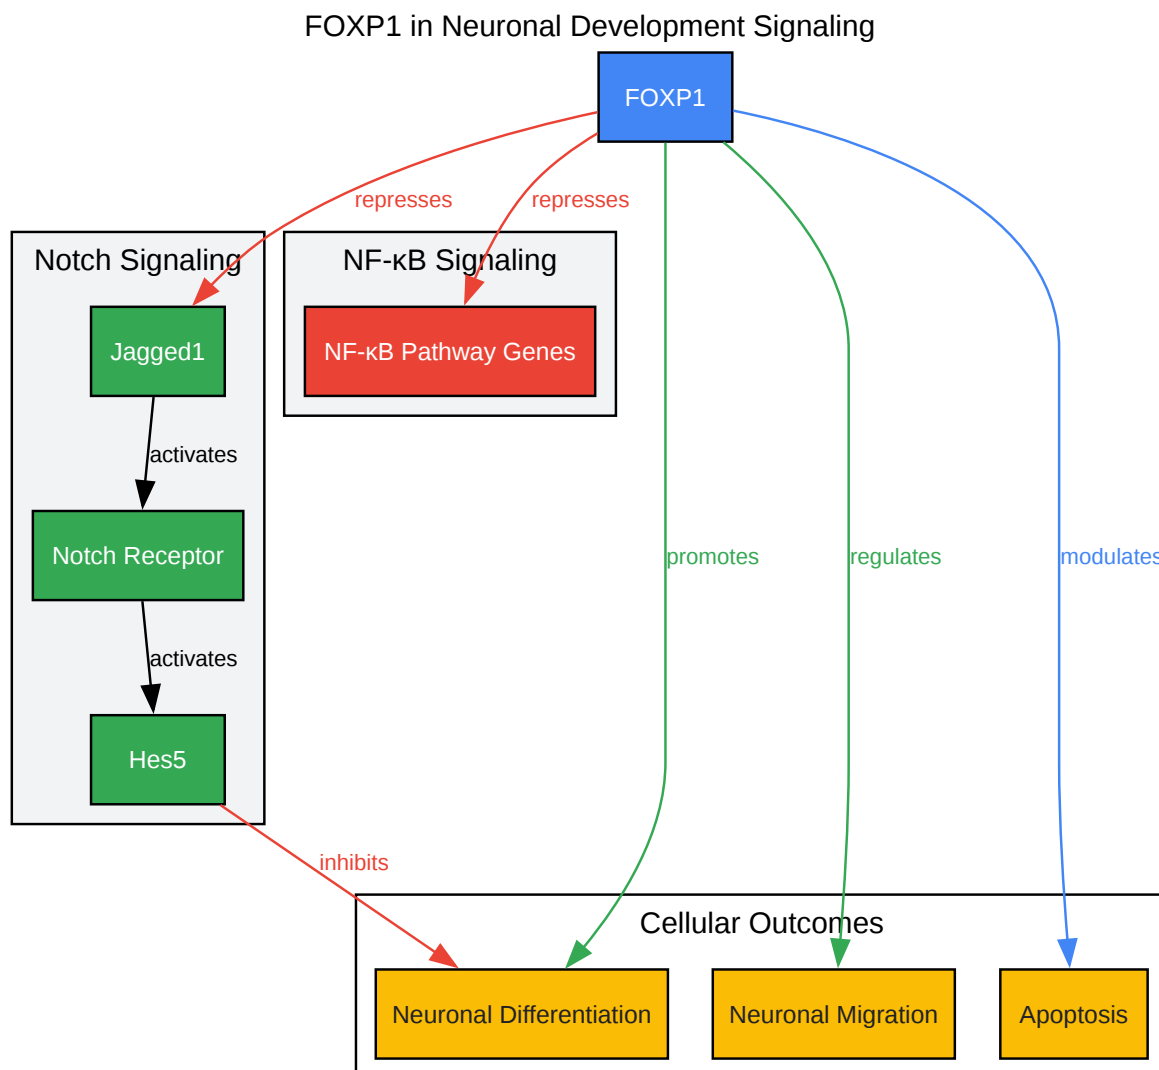 FOXP1 in Neuronal Development Signaling
FOXP1
represses
represses
Notch Signaling
NF-κB Signaling
Jagged1
NF-κB Pathway Genes
activates
Notch Receptor
promotes
regulates
modulates
activates
Hes5
inhibits
Cellular Outcomes
Neuronal Differentiation
Neuronal Migration
Apoptosis